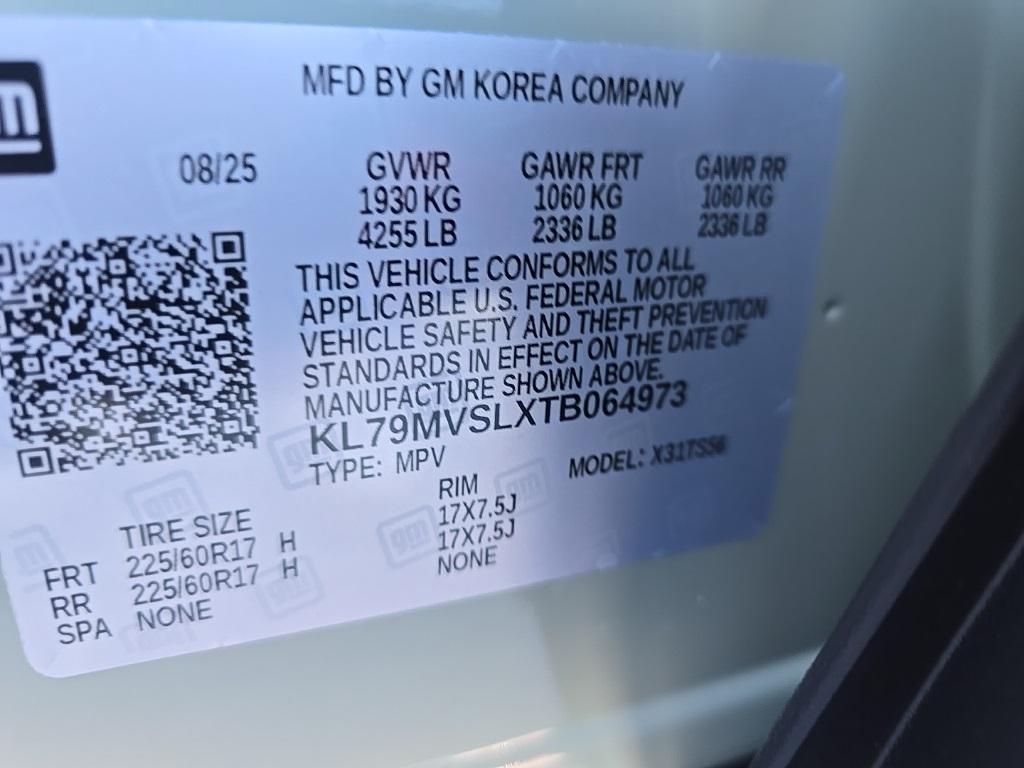 gm
MFD BY GM KOREA COMPANY
08/25 GVWR GAWR FRT GAWR RR
1930 KG 1060 KG 1060 KG
4255 LB 2336 LB 2336 LB
THIS VEHICLE CONFORMS TO ALL
APPLICABLE U.S. FEDERAL MOTOR
VEHICLE SAFETY AND THEFT PREVENTION
STANDARDS IN EFFECT ON THE DATE OF
MANUFACTURE SHOWN ABOVE.
KL79MVSLXTB064973
TYPE: MPV MODEL: X31TS56
TIRE SIZE RIM
FRT 225/60R17 H 17X7.5J
RR 225/60R17 H 17X7.5J
SPA NONE NONE